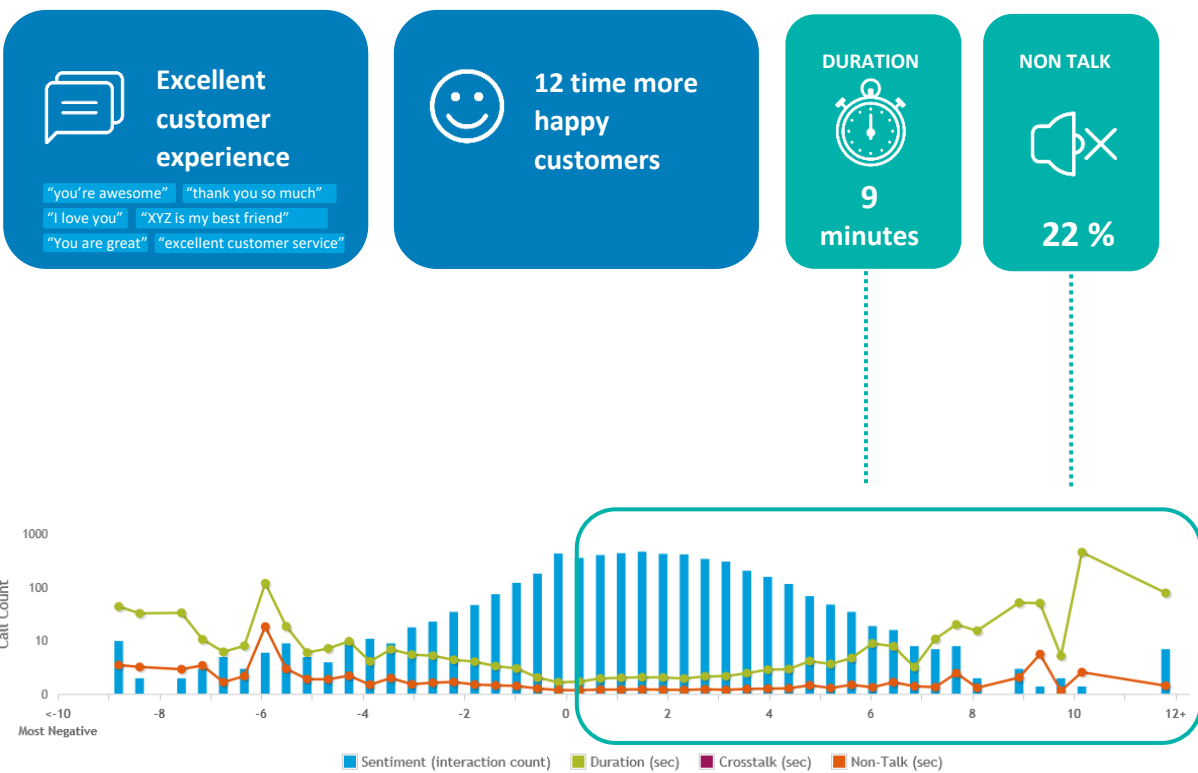 Excellent
customer
experience
“you’re awesome” “thank you so much”
“I love you” “XYZ is my best friend”
“You are great” “excellent customer service”
12 time more
happy
customers
DURATION
9
minutes
NON TALK
22 %
Call Count
1000
100
10
0
<-10 -8 -6 -4 -2 0 2 4 6 8 10 12+
Most Negative
Sentiment (interaction count) Duration (sec) Crosstalk (sec) Non-Talk (sec)